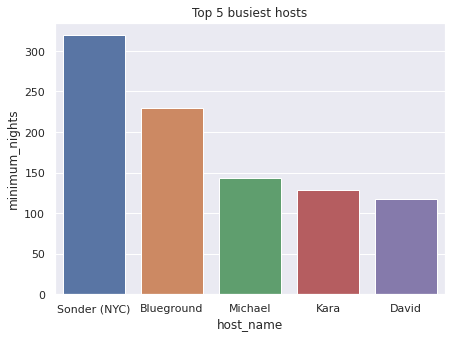 Top 5 busiest hosts
minimum_nights
300
250
200
150
100
50
0
Sonder (NYC) Blueground Michael Kara David
host_name